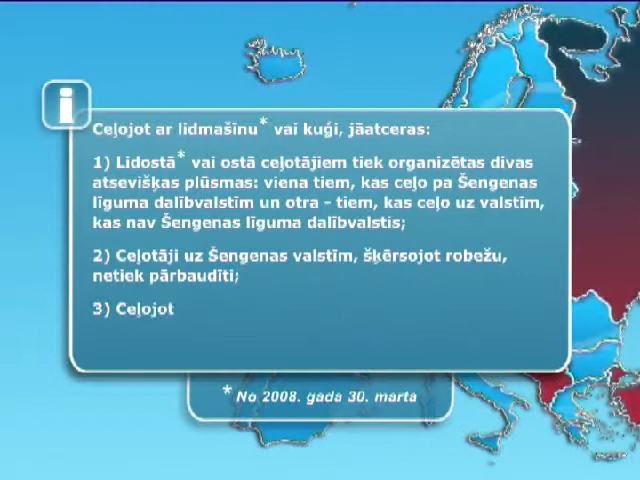 Ceļojot ar lidmašīnu* vai kuģi, jāatceras:
1) Lidostā* vai ostā ceļotājiem tiek organizētas divas
atsevišķas plūsmas: viena tiem, kas ceļo pa Šengenas
līguma dalībvalstīm un otra - tiem, kas ceļo uz valstīm,
kas nav Šengenas līguma dalībvalstis;
2) Ceļotāji uz Šengenas valstīm, šķērsojot robežu,
netiek pārbaudīti;
3) Ceļojot
* No 2008. gada 30. marta